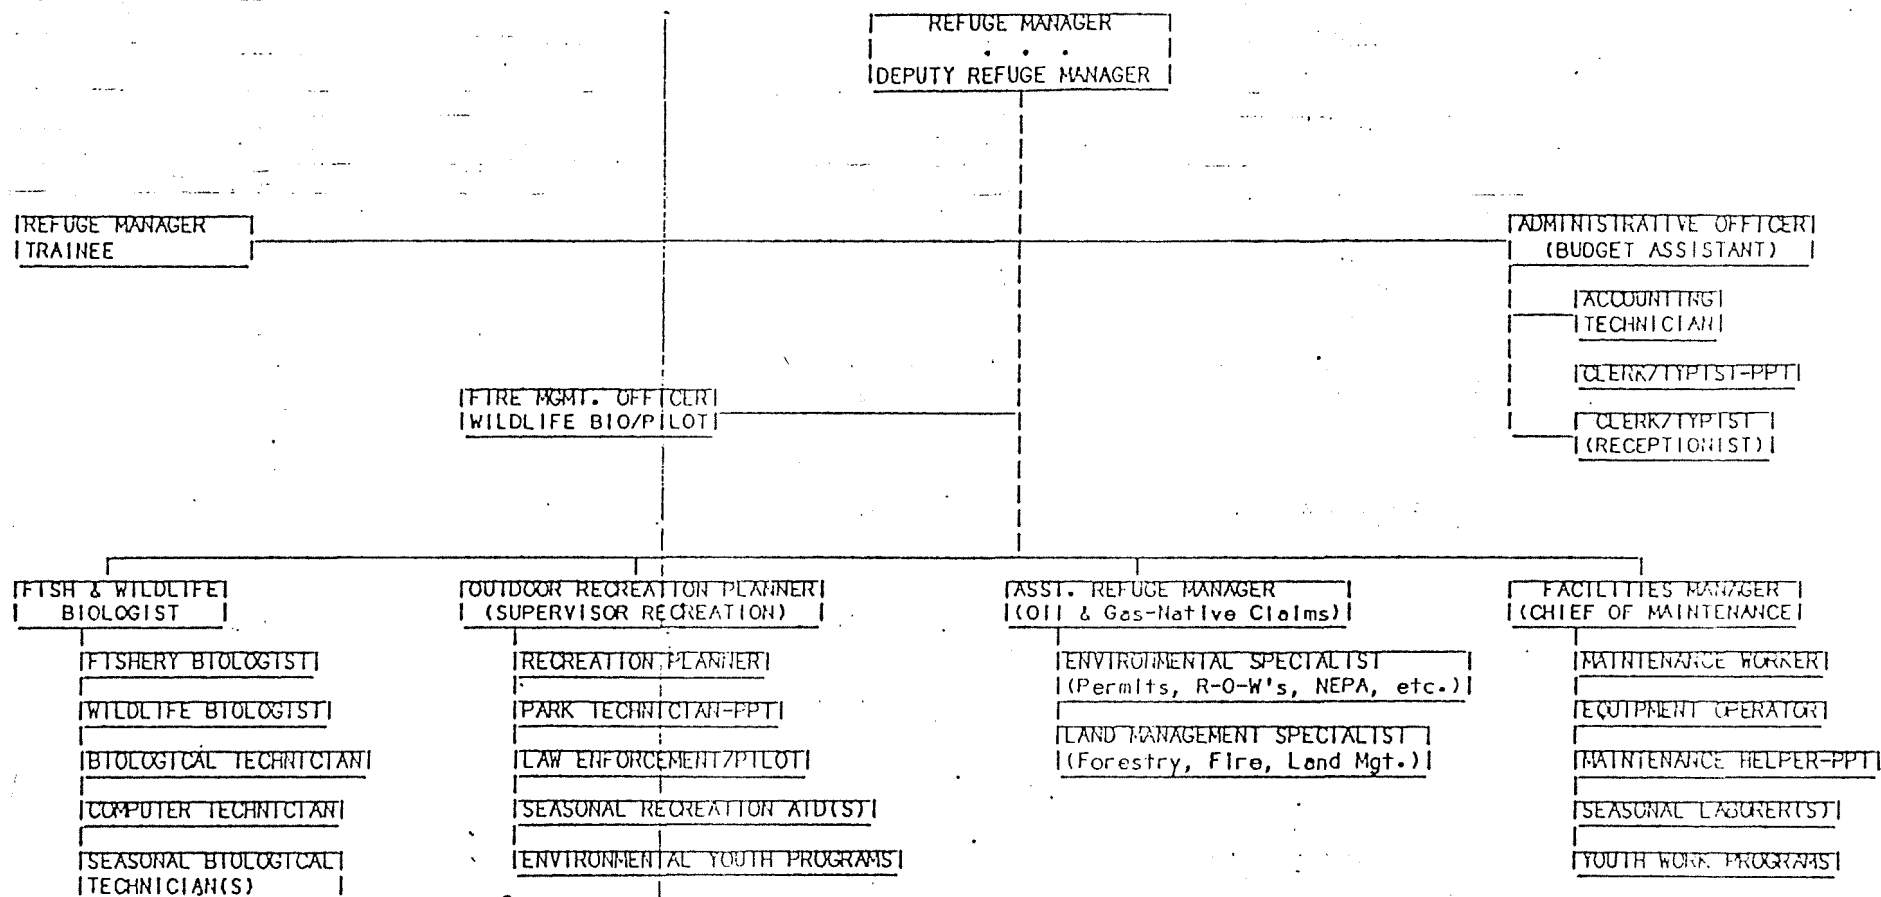 REFUGE MANAGER
. . .
DEPUTY REFUGE MANAGER
REFUGE MANAGER
TRAINEE
ADMINISTRATIVE OFFICER
(BUDGET ASSISTANT)
ACCOUNTING
TECHNICIAN
CLERK/TYPIST-PPT
CLERK/TYPIST
(RECEPTIONIST)
FIRE MGMT. OFFICER
WILDLIFE BIO/PILOT
FISH & WILDLIFE
BIOLOGIST
FISHERY BIOLOGIST
WILDLIFE BIOLOGIST
BIOLOGICAL TECHNICIAN
COMPUTER TECHNICIAN
SEASONAL BIOLOGICAL
TECHNICIAN(S)
OUTDOOR RECREATION PLANNER
(SUPERVISOR RECREATION)
RECREATION PLANNER
PARK TECHNICIAN-PPT
LAW ENFORCEMENT/PILOT
SEASONAL RECREATION AID(S)
ENVIRONMENTAL YOUTH PROGRAMS
ASST. REFUGE MANAGER
(Oil & Gas-Native Claims)
ENVIRONMENTAL SPECIALIST
(Permits, R-O-W's, NEPA, etc.)
LAND MANAGEMENT SPECIALIST
(Forestry, Fire, Land Mgt.)
FACILITIES MANAGER
(CHIEF OF MAINTENANCE)
MAINTENANCE WORKER
EQUIPMENT OPERATOR
MAINTENANCE HELPER-PPT
SEASONAL LABORER(S)
YOUTH WORK PROGRAMS